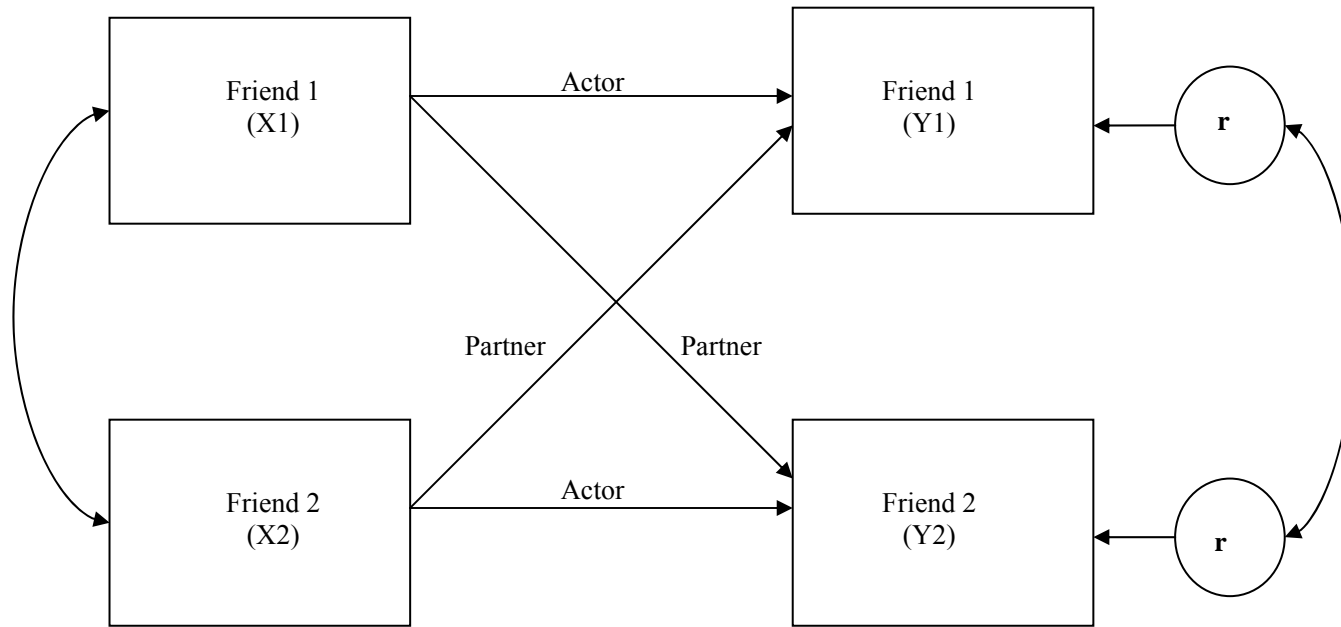 Friend 1
(X1)
Actor
Friend 1
(Y1)
r
Partner
Partner
Friend 2
(X2)
Actor
Friend 2
(Y2)
r